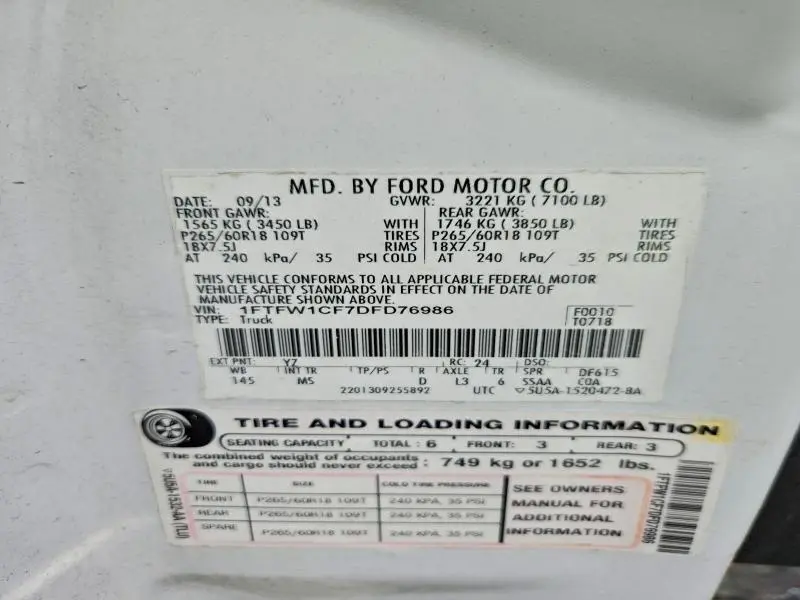 MFD. BY FORD MOTOR CO.
DATE: 09/13 GVWR: 3221 KG ( 7100 LB)
FRONT GAWR: REAR GAWR:
1565 KG ( 3450 LB) WITH 1746 KG ( 3850 LB) WITH
P265/60R18 109T TIRES P265/60R18 109T TIRES
18X7.5J RIMS 18X7.5J RIMS
AT 240 kPa/ 35 PSI COLD AT 240 kPa/ 35 PSI COLD
THIS VEHICLE CONFORMS TO ALL APPLICABLE FEDERAL MOTOR
VEHICLE SAFETY STANDARDS IN EFFECT ON THE DATE OF
MANUFACTURE SHOWN ABOVE.
VIN: 1FTFW1CF7DFD76986 F0010
TYPE: Truck T0718
EXT PNT: YZ RC: 24 DSO:
WB INT TR TP/PS R AXLE TR SPR DF615
145 MS D L3 6 SSAA COA
2201309255892 UTC 5U5A-1520472-BA
TIRE AND LOADING INFORMATION
SEATING CAPACITY TOTAL : 6 FRONT: 3 REAR: 3
The combined weight of occupants
and cargo should never exceed : 749 kg or 1652 lbs.
TIRE SIZE COLD TIRE PRESSURE
FRONT P265/60R18 109T 240 KPA, 35 PSI
REAR P265/60R18 109T 240 KPA, 35 PSI
SPARE P265/60R18 109T 240 KPA, 35 PSI
SEE OWNERS
MANUAL FOR
ADDITIONAL
INFORMATION
1FTFW1CF7DFD76986